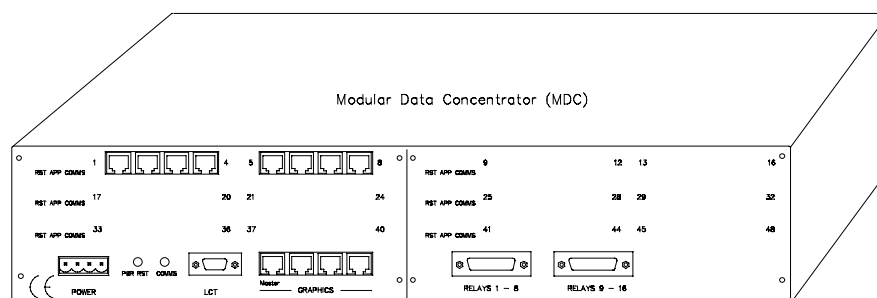 Modular Data Concentrator (MDC)
RST APP COMMS 1 4 5 8 RST APP COMMS 9 12 13 16
RST APP COMMS 17 20 21 24 RST APP COMMS 25 28 29 32
RST APP COMMS 33 36 37 40 RST APP COMMS 41 44 45 48
CE POWER PWR RST COMMS LCT Master GRAPHICS RELAYS 1 - 8 RELAYS 9 - 16